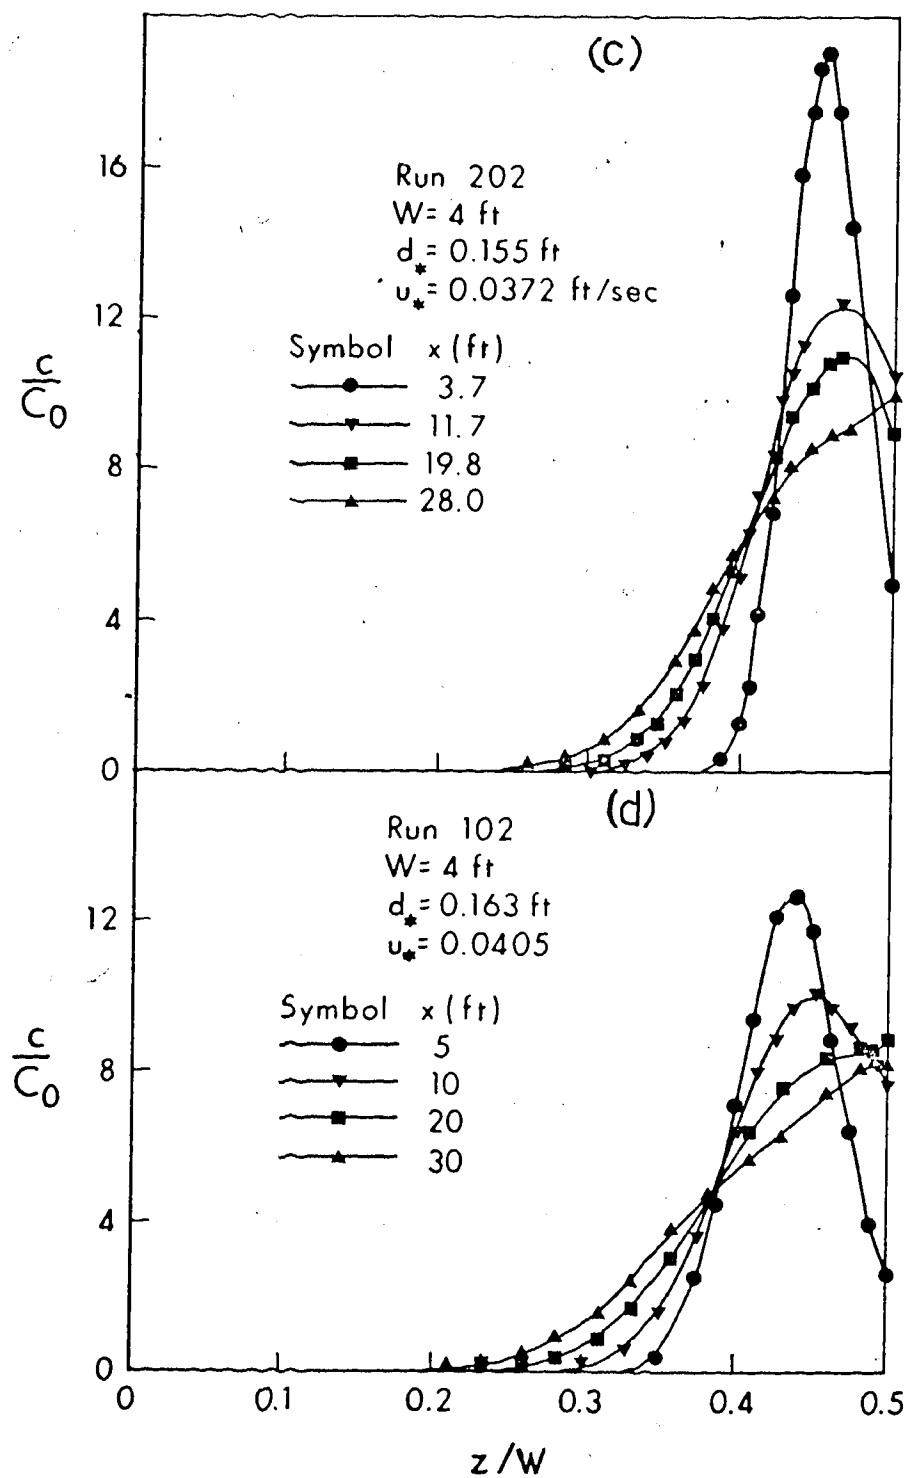 (c)
16
12
8
4
0
c
C0
Run 202
W= 4 ft
d*= 0.155 ft
u*= 0.0372 ft/sec
Symbol x (ft)
3.7
11.7
19.8
28.0
(d)
12
8
4
0
c
C0
Run 102
W= 4 ft
d*= 0.163 ft
u*= 0.0405
Symbol x (ft)
5
10
20
30
0 0.1 0.2 0.3 0.4 0.5
z/W